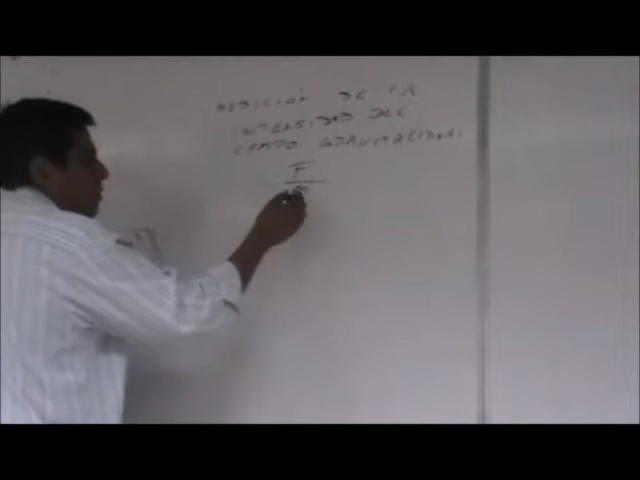 MEDICIÓN DE LA
INTENSIDAD DEL
CAMPO GRAVITACIONAL
F
m